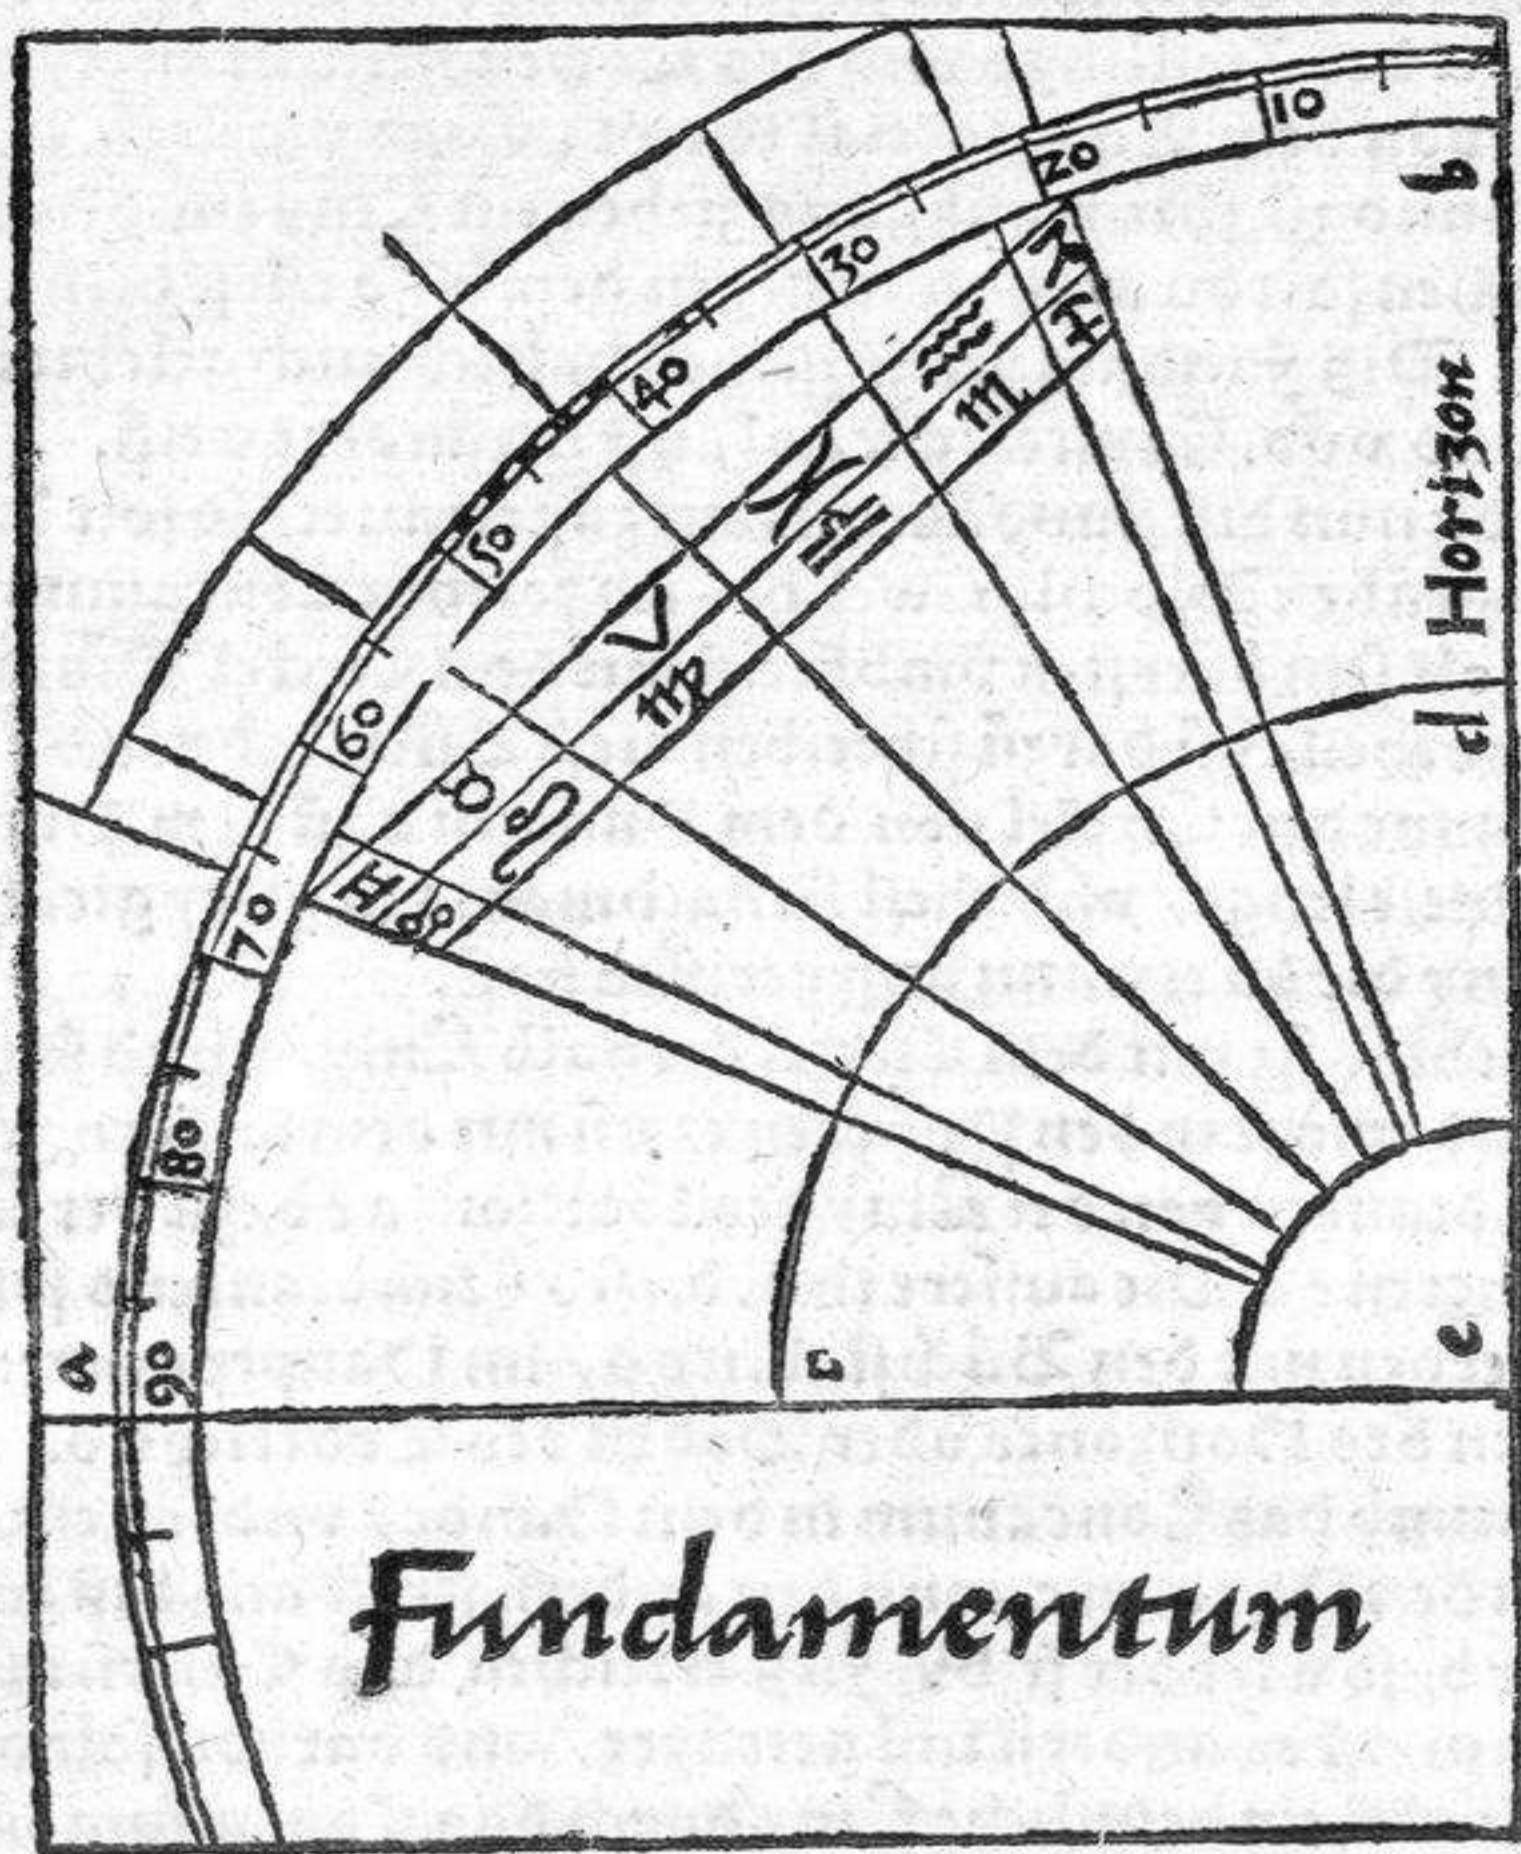 10
20
30
40
50
60
70
80
90
♑ ♐
♒ ♏
♓ ♎
♈ ♍
♉ ♌
♊ ♋
b
Horizon
d
a
c
e
Fundamentum